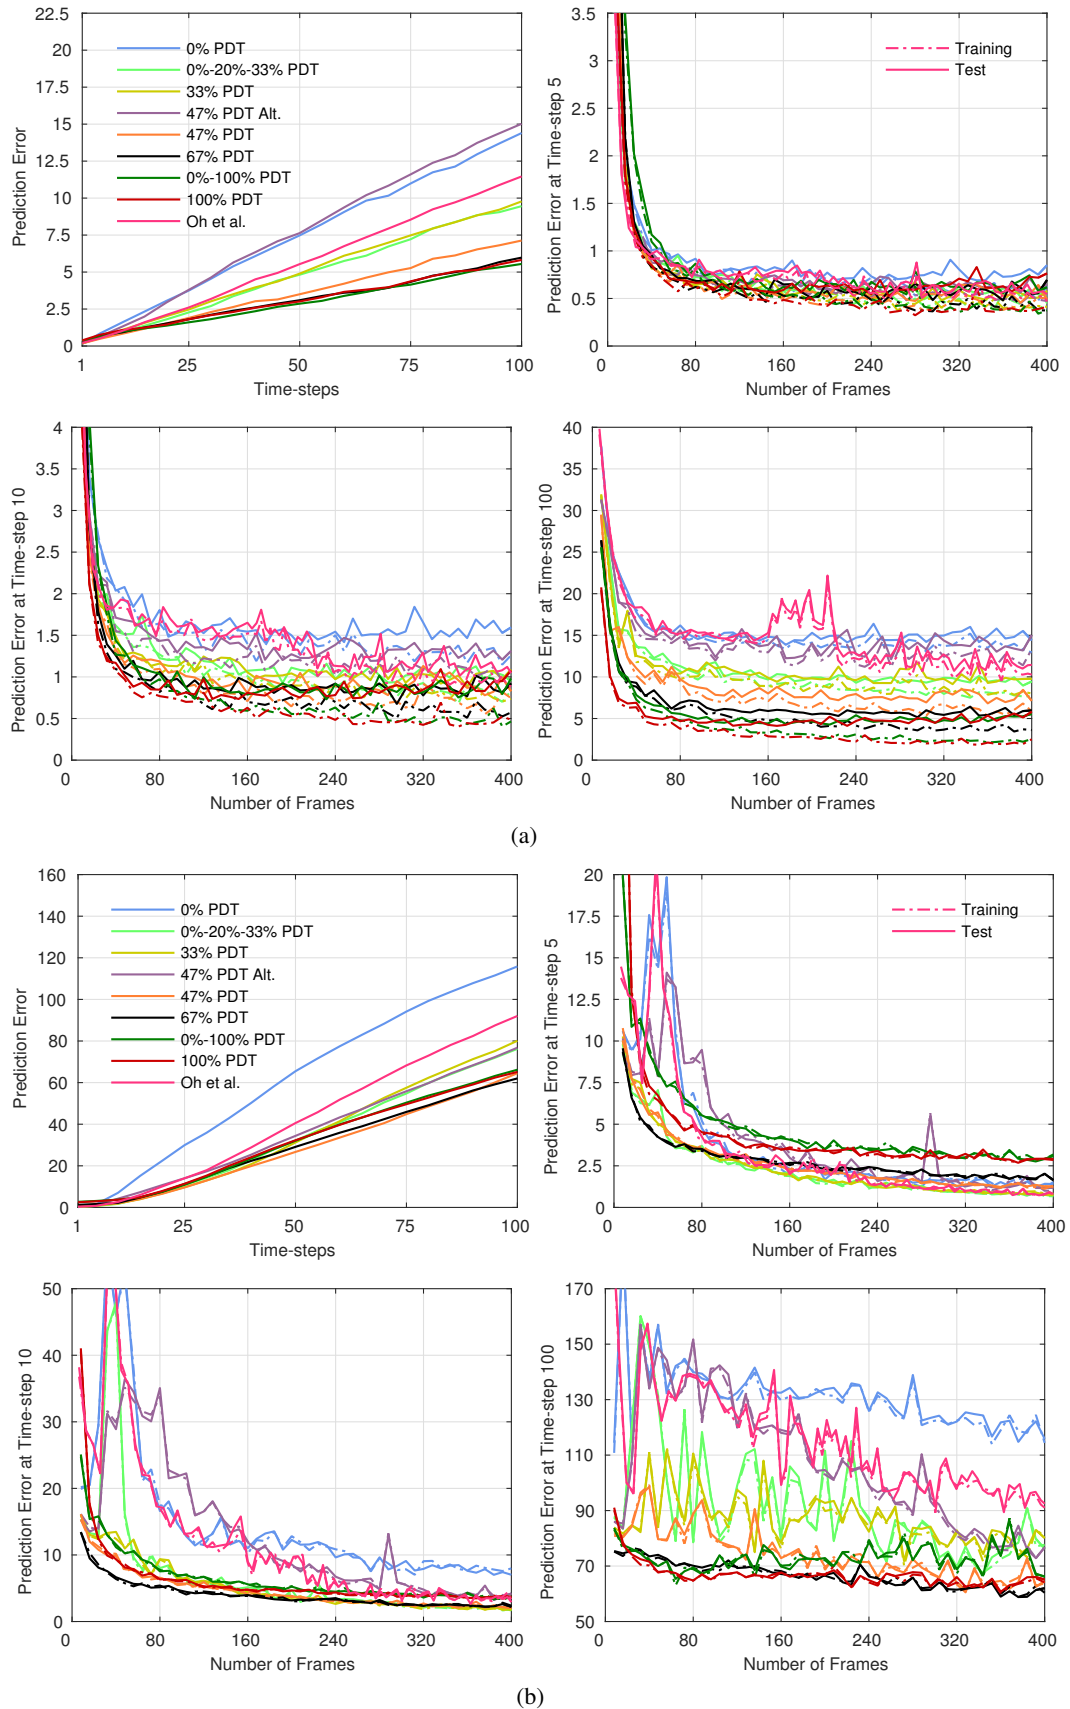 22.5
20
17.5
15
12.5
10
7.5
5
2.5
0
Prediction Error
0% PDT
0%-20%-33% PDT
33% PDT
47% PDT Alt.
47% PDT
67% PDT
0%-100% PDT
100% PDT
Oh et al.
1 25 50 75 100
Time-steps
3.5
3
2.5
2
1.5
1
0.5
0
Prediction Error at Time-step 5
Training
Test
0 80 160 240 320 400
Number of Frames
4
3.5
3
2.5
2
1.5
1
0.5
0
Prediction Error at Time-step 10
0 80 160 240 320 400
Number of Frames
40
35
30
25
20
15
10
5
0
Prediction Error at Time-step 100
0 80 160 240 320 400
Number of Frames
(a)
160
140
120
100
80
60
40
20
0
Prediction Error
0% PDT
0%-20%-33% PDT
33% PDT
47% PDT Alt.
47% PDT
67% PDT
0%-100% PDT
100% PDT
Oh et al.
1 25 50 75 100
Time-steps
20
17.5
15
12.5
10
7.5
5
2.5
0
Prediction Error at Time-step 5
Training
Test
0 80 160 240 320 400
Number of Frames
50
40
30
20
10
0
Prediction Error at Time-step 10
0 80 160 240 320 400
Number of Frames
170
150
130
110
90
70
50
Prediction Error at Time-step 100
0 80 160 240 320 400
Number of Frames
(b)